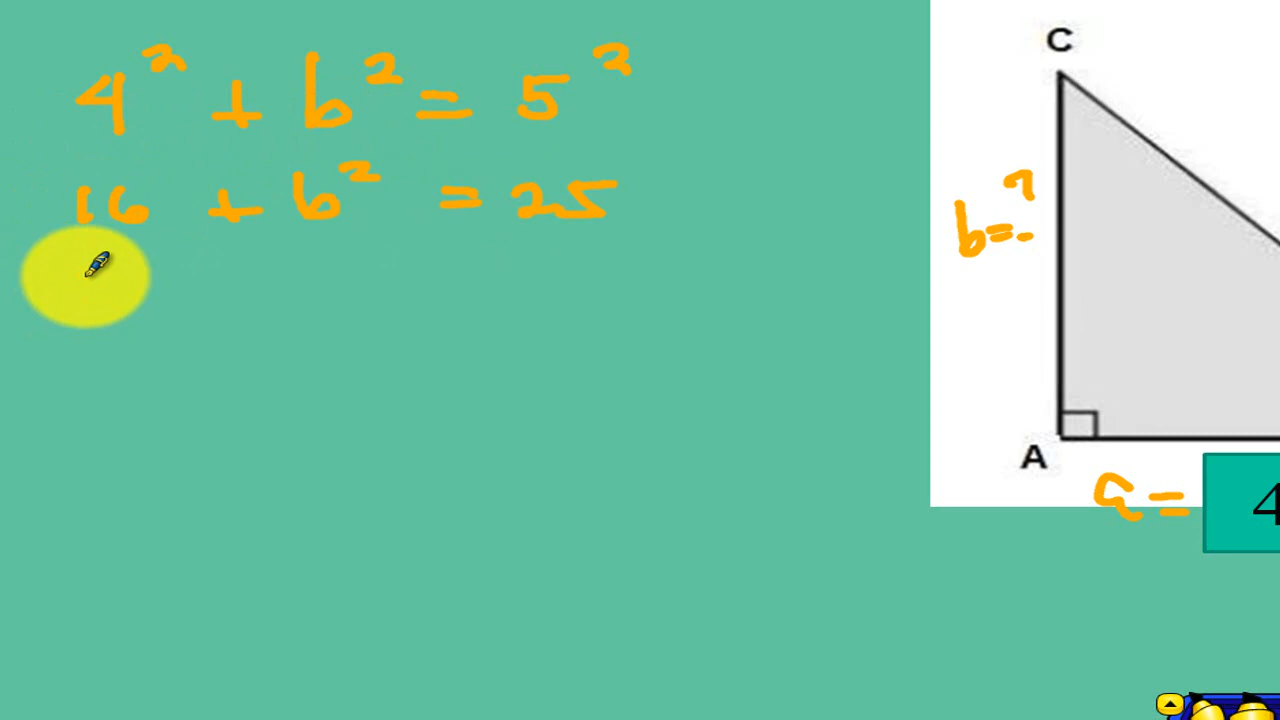 4² + b² = 5²
16 + b² = 25
C
b=?
A
a = 4